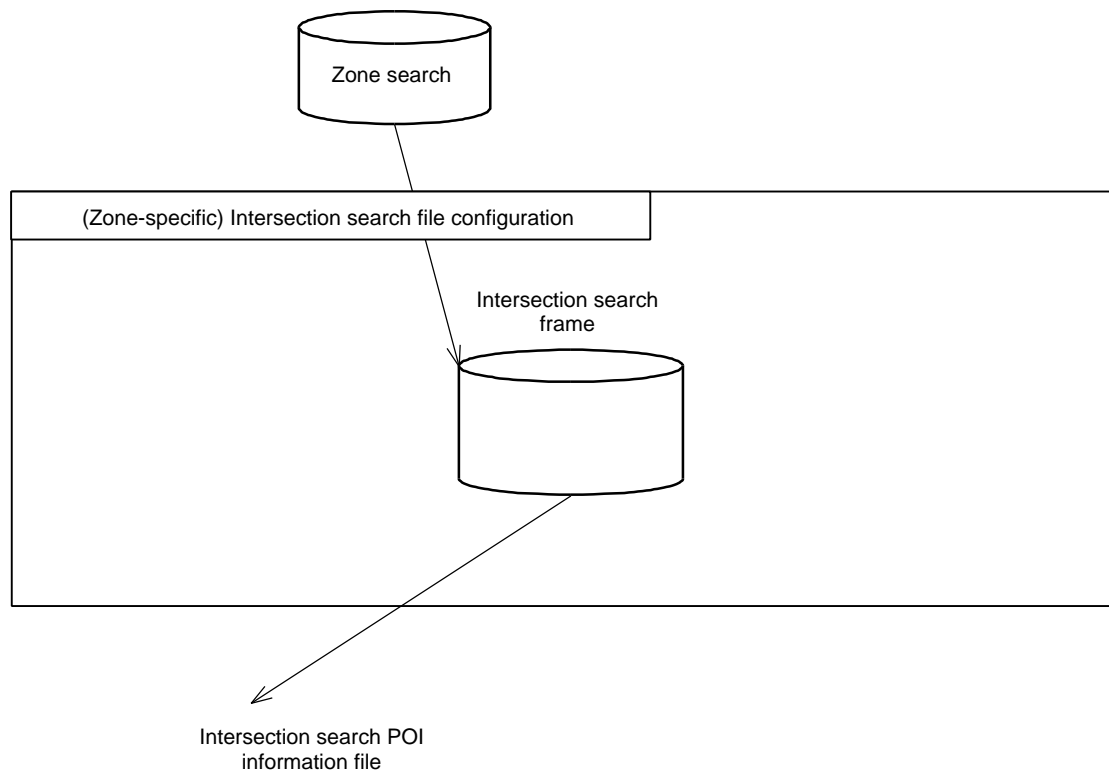 Zone search
(Zone-specific) Intersection search file configuration
Intersection search
frame
Intersection search POI
information file